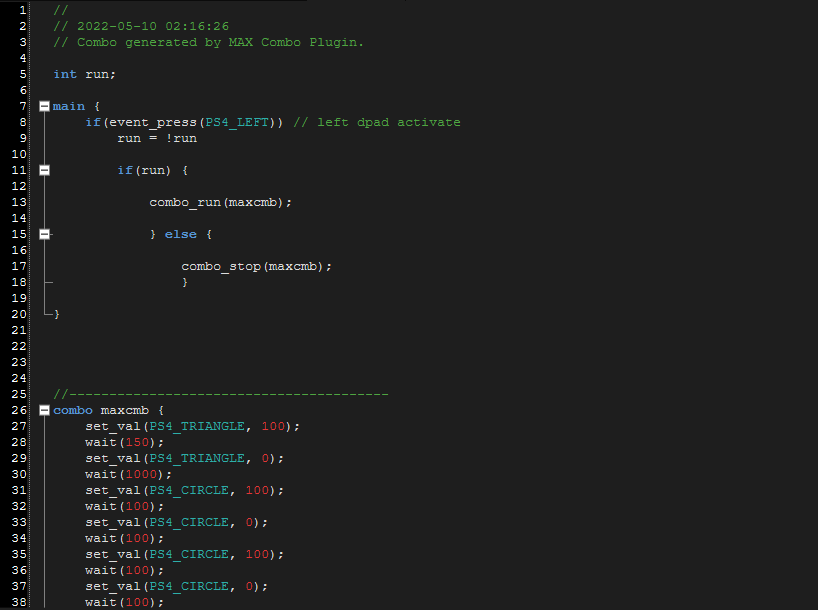 1 //
2 // 2022-05-10 02:16:26
3 // Combo generated by MAX Combo Plugin.
4
5 int run;
6
7 main {
8 if(event_press(PS4_LEFT)) // left dpad activate
9 run = !run
10
11 if(run) {
12
13 combo_run(maxcmb);
14
15 } else {
16
17 combo_stop(maxcmb);
18 }
19
20 }
21
22
23
24
25 //----------------------------------------
26 combo maxcmb {
27 set_val(PS4_TRIANGLE, 100);
28 wait(150);
29 set_val(PS4_TRIANGLE, 0);
30 wait(1000);
31 set_val(PS4_CIRCLE, 100);
32 wait(100);
33 set_val(PS4_CIRCLE, 0);
34 wait(100);
35 set_val(PS4_CIRCLE, 100);
36 wait(100);
37 set_val(PS4_CIRCLE, 0);
38 wait(100);